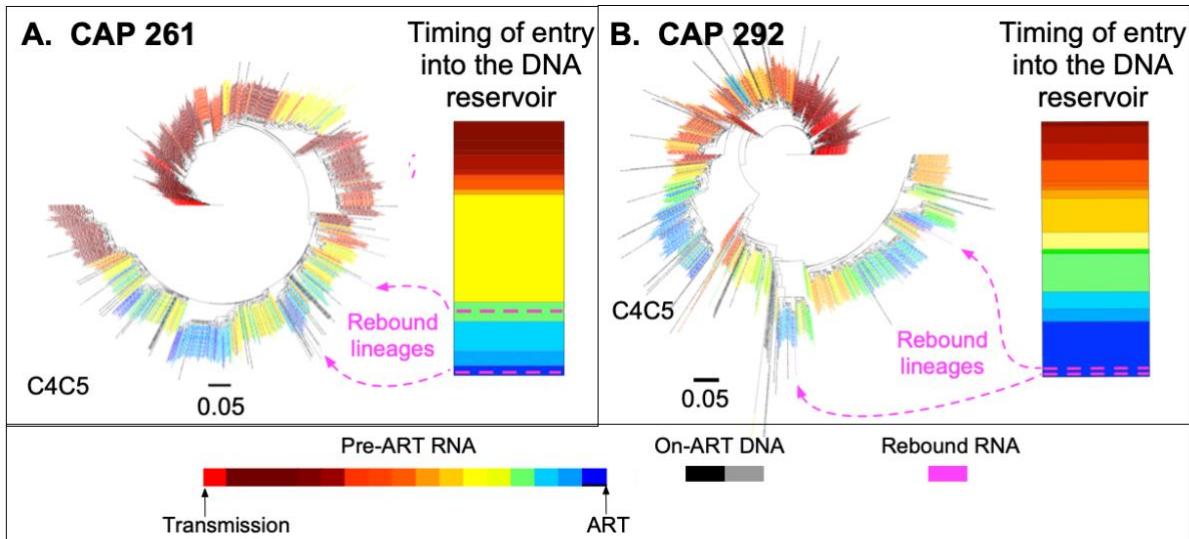 A. CAP 261
Timing of entry
into the DNA
reservoir
Rebound
lineages
C4C5
0.05
B. CAP 292
Timing of entry
into the DNA
reservoir
C4C5
Rebound
lineages
0.05
Pre-ART RNA
On-ART DNA
Rebound RNA
Transmission
ART